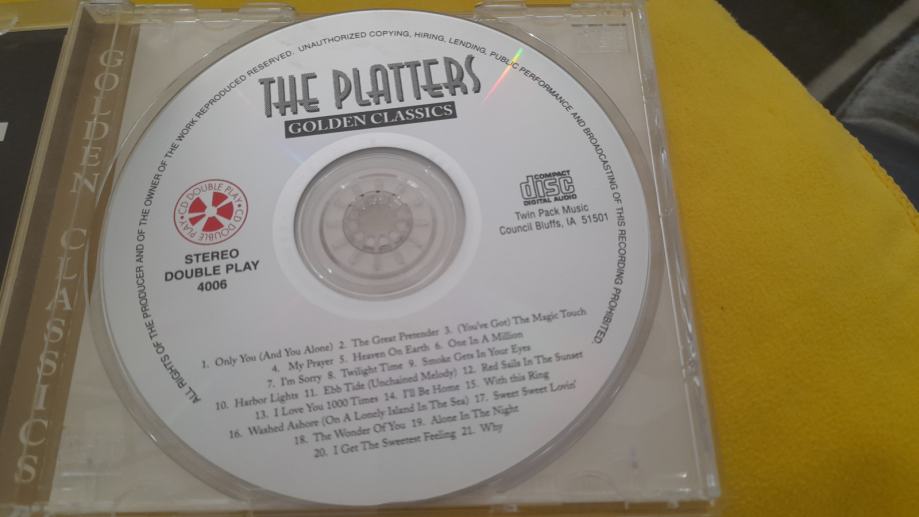 GOLDEN CLASSICS
ALL RIGHTS OF THE PRODUCER AND OF THE OWNER OF THE WORK REPRODUCED RESERVED. UNAUTHORIZED COPYING, HIRING, LENDING, PUBLIC PERFORMANCE AND BROADCASTING OF THIS RECORDING PROHIBITED.
THE PLATTERS
GOLDEN CLASSICS
CD DOUBLE PLAY • CD DOUBLE PLAY •
STEREO
DOUBLE PLAY
4006
COMPACT
disc
DIGITAL AUDIO
Twin Pack Music
Council Bluffs, IA 51501
1. Only You (And You Alone) 2. The Great Pretender 3. (You've Got) The Magic Touch
4. My Prayer 5. Heaven On Earth 6. One In A Million
7. I'm Sorry 8. Twilight Time 9. Smoke Gets In Your Eyes
10. Harbor Lights 11. Ebb Tide (Unchained Melody) 12. Red Sails In The Sunset
13. I Love You 1000 Times 14. I'll Be Home 15. With this Ring
16. Washed Ashore (On A Lonely Island In The Sea) 17. Sweet Sweet Lovin'
18. The Wonder Of You 19. Alone In The Night
20. I Get The Sweetest Feeling 21. Why